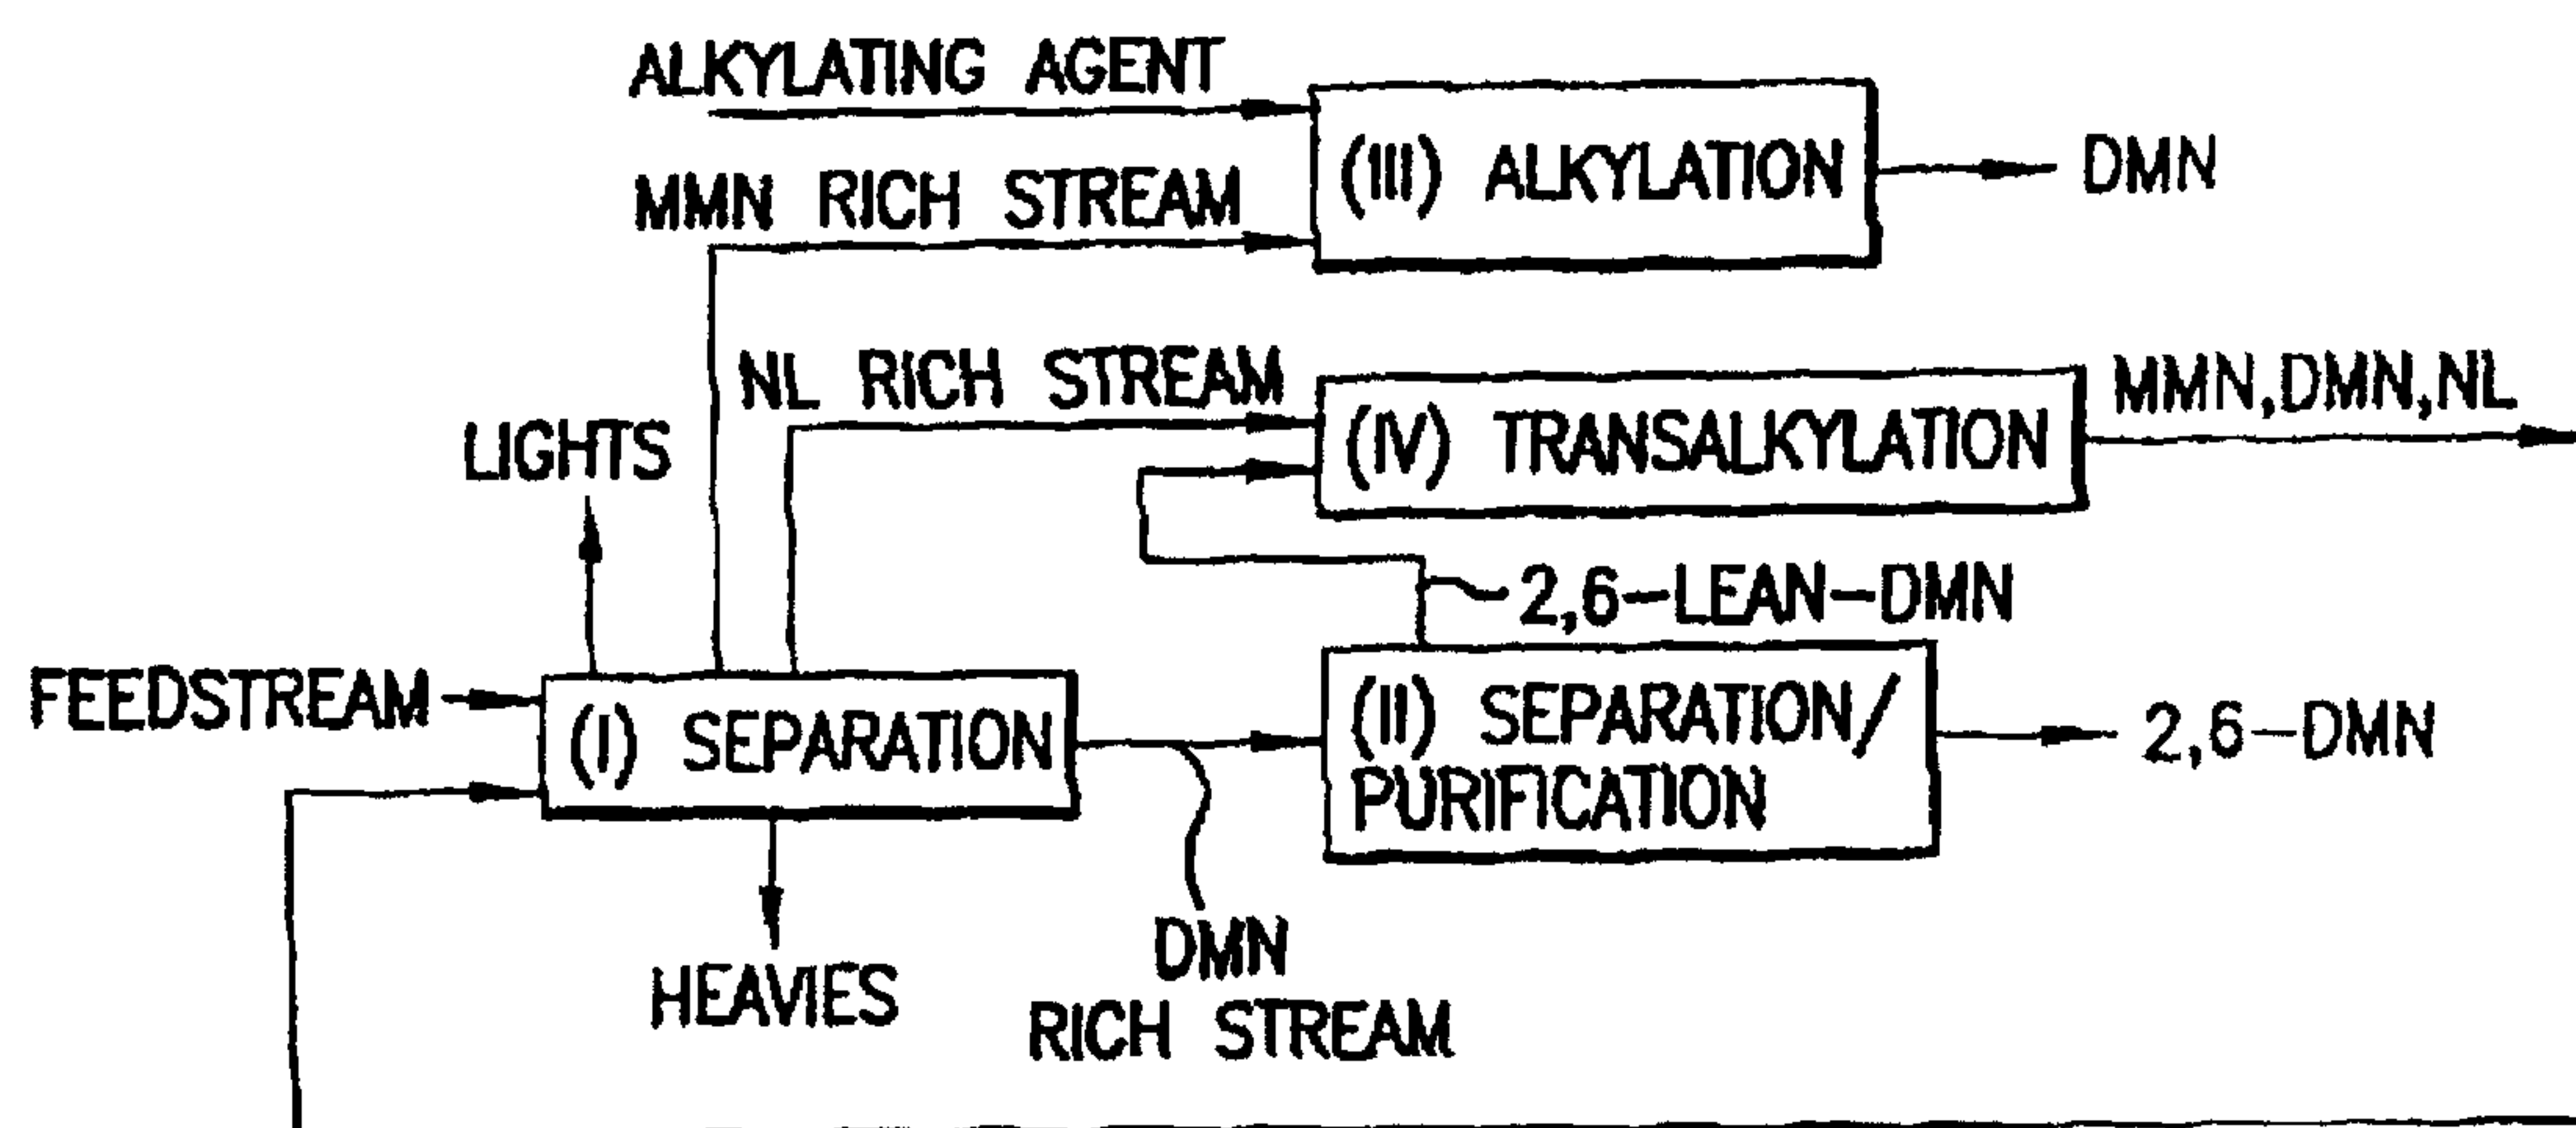 ALKYLATING AGENT
(III) ALKYLATION
DMN
MMN RICH STREAM
NL RICH STREAM
(IV) TRANSALKYLATION
MMN,DMN,NL
LIGHTS
2,6-LEAN-DMN
FEEDSTREAM
(I) SEPARATION
(II) SEPARATION/
PURIFICATION
2,6-DMN
HEAVIES
DMN
RICH STREAM